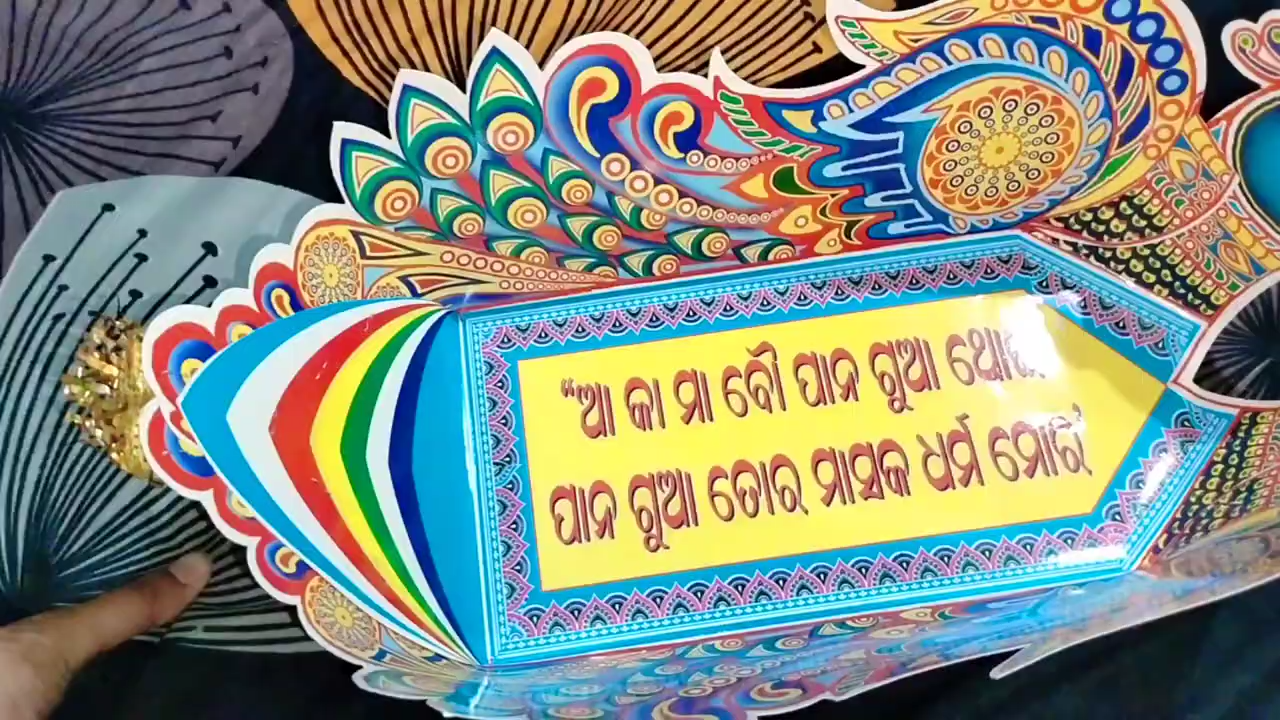 “ଆ କା ମା ବୌ ପାନ ଗୁଆ
ପାନ ଗୁଆ ତୋର ମାସକ ଧର୍ମ ମୋର